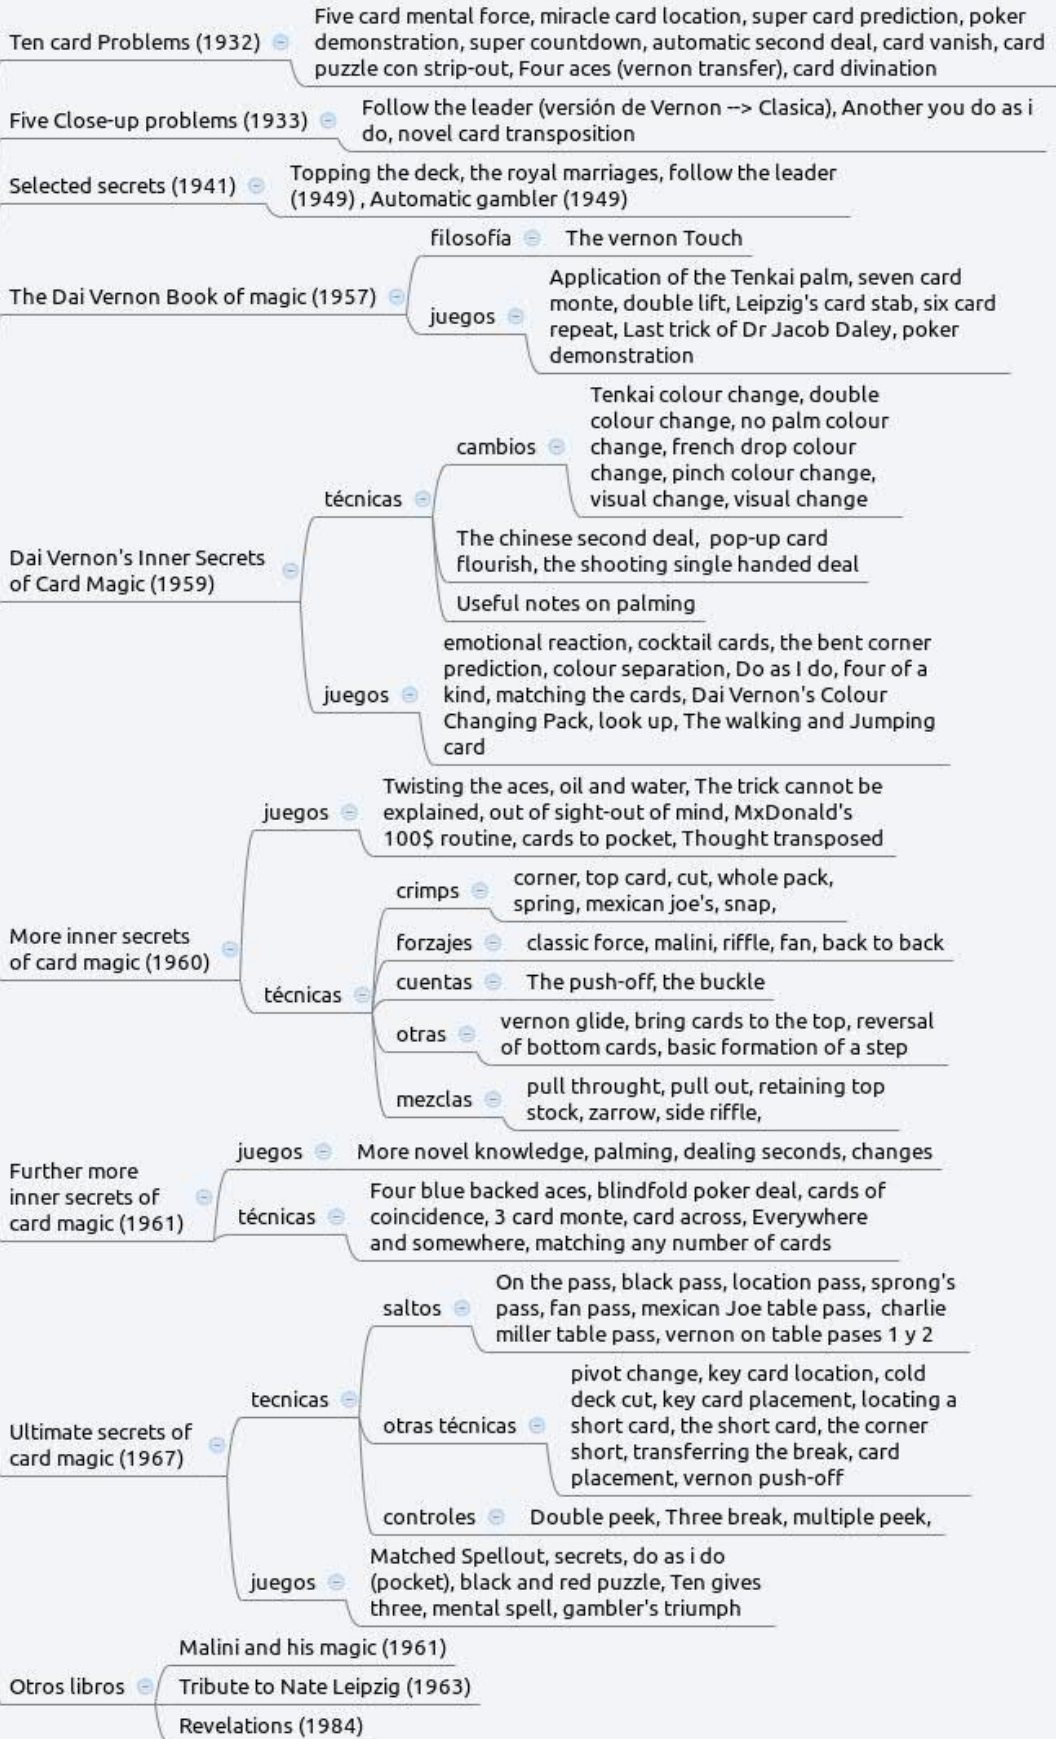 Ten card Problems (1932)
Five card mental force, miracle card location, super card prediction, poker
demonstration, super countdown, automatic second deal, card vanish, card
puzzle con strip-out, Four aces (vernon transfer), card divination
Five Close-up problems (1933)
Follow the leader (versión de Vernon --> Clasica), Another you do as i
do, novel card transposition
Selected secrets (1941)
Topping the deck, the royal marriages, follow the leader
(1949) , Automatic gambler (1949)
The Dai Vernon Book of magic (1957)
filosofía
The vernon Touch
juegos
Application of the Tenkai palm, seven card
monte, double lift, Leipzig's card stab, six card
repeat, Last trick of Dr Jacob Daley, poker
demonstration
Dai Vernon's Inner Secrets
of Card Magic (1959)
técnicas
cambios
Tenkai colour change, double
colour change, no palm colour
change, french drop colour
change, pinch colour change,
visual change, visual change
The chinese second deal,  pop-up card
flourish, the shooting single handed deal
Useful notes on palming
juegos
emotional reaction, cocktail cards, the bent corner
prediction, colour separation, Do as I do, four of a
kind, matching the cards, Dai Vernon's Colour
Changing Pack, look up, The walking and Jumping
card
More inner secrets
of card magic (1960)
juegos
Twisting the aces, oil and water, The trick cannot be
explained, out of sight-out of mind, MxDonald's
100$ routine, cards to pocket, Thought transposed
técnicas
crimps
corner, top card, cut, whole pack,
spring, mexican joe's, snap,
forzajes
classic force, malini, riffle, fan, back to back
cuentas
The push-off, the buckle
otras
vernon glide, bring cards to the top, reversal
of bottom cards, basic formation of a step
mezclas
pull throught, pull out, retaining top
stock, zarrow, side riffle,
Further more
inner secrets of
card magic (1961)
juegos
More novel knowledge, palming, dealing seconds, changes
técnicas
Four blue backed aces, blindfold poker deal, cards of
coincidence, 3 card monte, card across, Everywhere
and somewhere, matching any number of cards
Ultimate secrets of
card magic (1967)
tecnicas
saltos
On the pass, black pass, location pass, sprong's
pass, fan pass, mexican Joe table pass,  charlie
miller table pass, vernon on table pases 1 y 2
otras técnicas
pivot change, key card location, cold
deck cut, key card placement, locating a
short card, the short card, the corner
short, transferring the break, card
placement, vernon push-off
controles
Double peek, Three break, multiple peek,
juegos
Matched Spellout, secrets, do as i do
(pocket), black and red puzzle, Ten gives
three, mental spell, gambler's triumph
Otros libros
Malini and his magic (1961)
Tribute to Nate Leipzig (1963)
Revelations (1984)